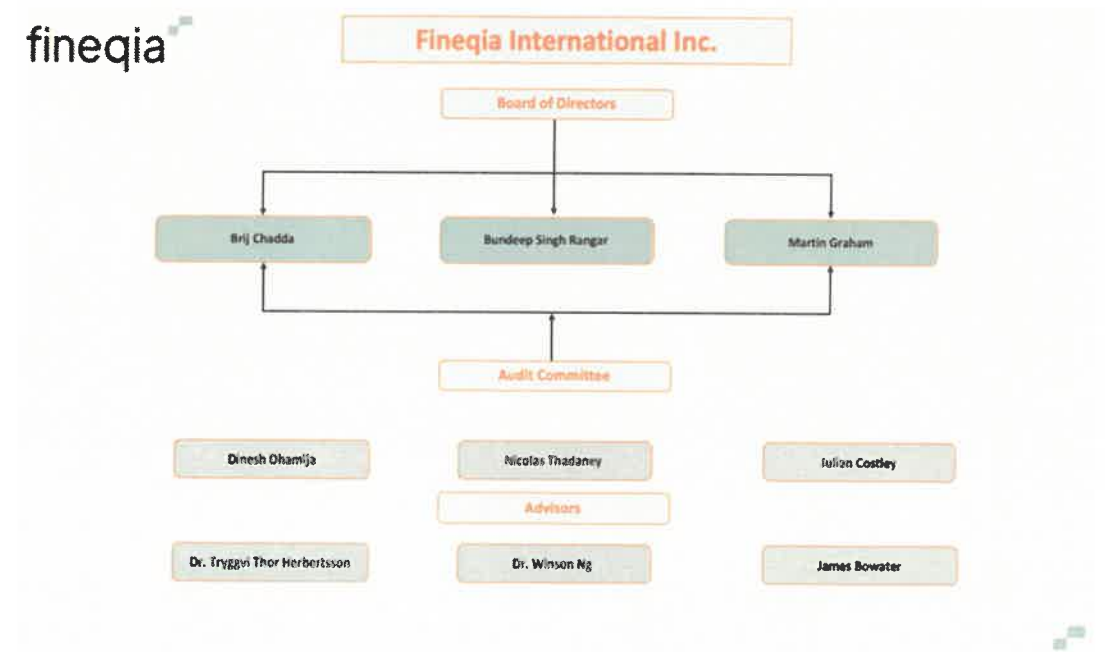 fineqia
Fineqia International Inc.
Board of Directors
Brij Chadda
Bundeep Singh Rangar
Martin Graham
Audit Committee
Dinesh Dhamija
Nicolas Thadaney
Julian Costley
Advisors
Dr. Tryggvi Thor Herbertsson
Dr. Winson Ng
James Bowater